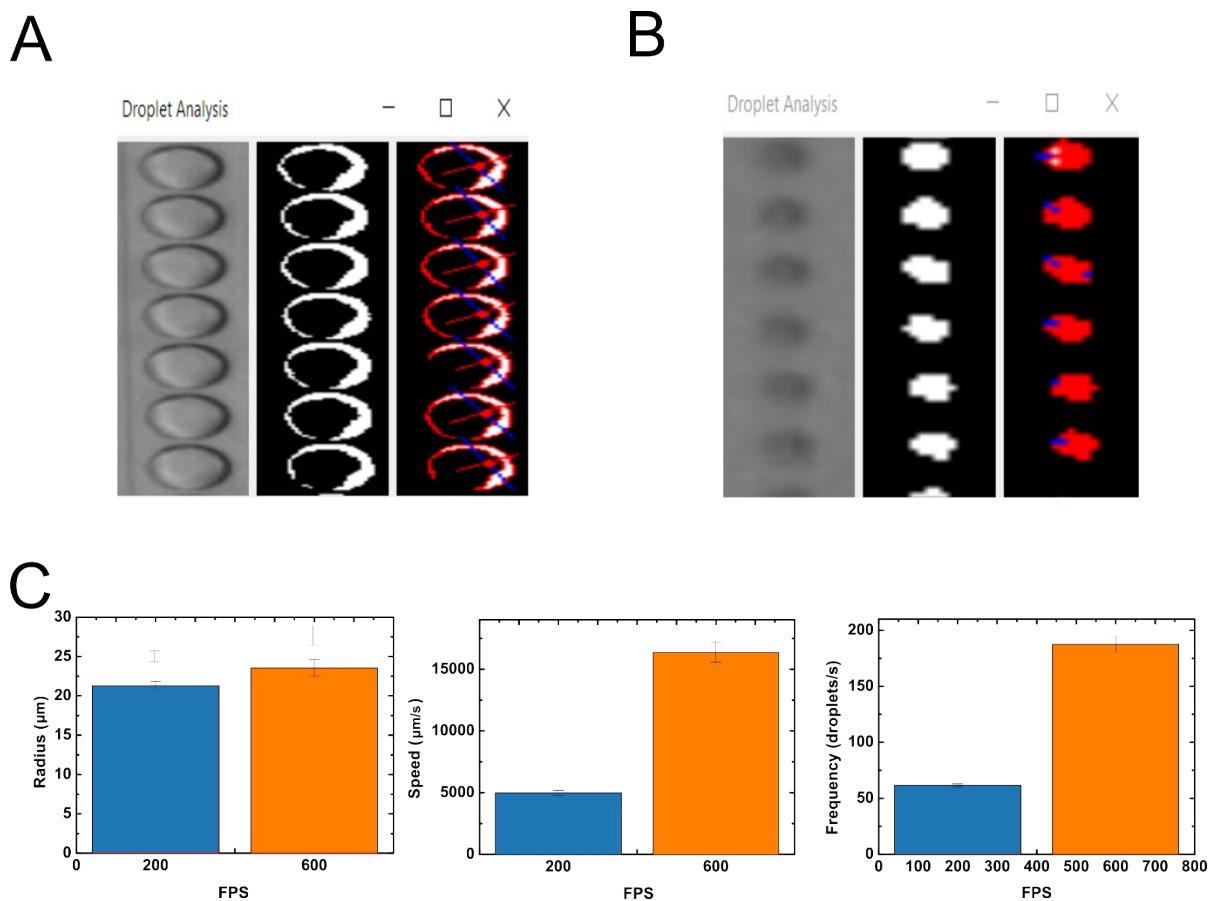 A
B
Droplet Analysis
Droplet Analysis
C
30
25
20
15
10
5
0
Radius (µm)
0
200
600
FPS
15000
10000
5000
0
Speed (µm/s)
200
600
FPS
200
150
100
50
0
Frequency (droplets/s)
0 100 200 300 400 500 600 700 800
FPS